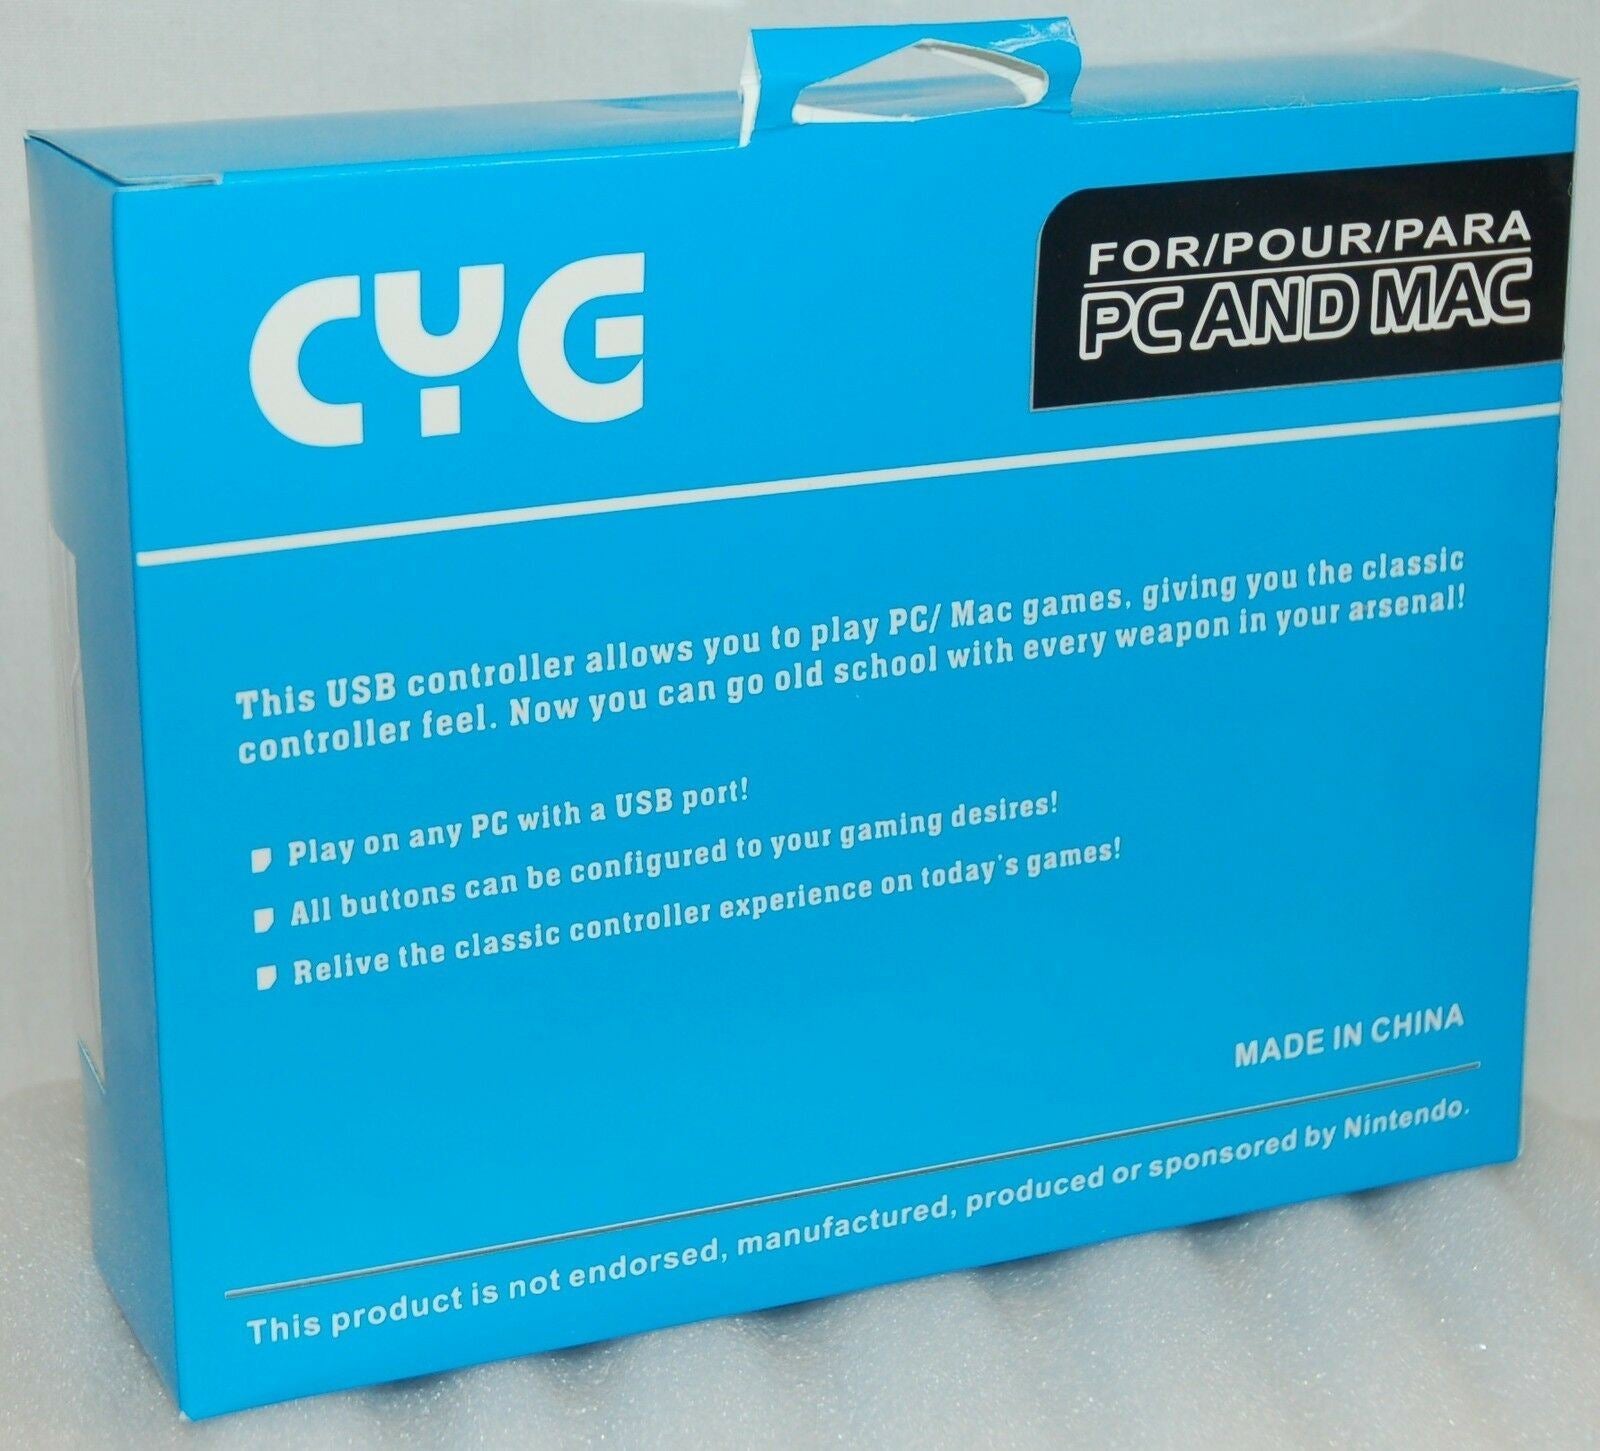 CYG
FOR/POUR/PARA
PC AND MAC
This USB controller allows you to play PC/ Mac games, giving you the classic
controller feel. Now you can go old school with every weapon in your arsenal!
Play on any PC with a USB port!
All buttons can be configured to your gaming desires!
Relive the classic controller experience on today's games!
MADE IN CHINA
This product is not endorsed, manufactured, produced or sponsored by Nintendo.